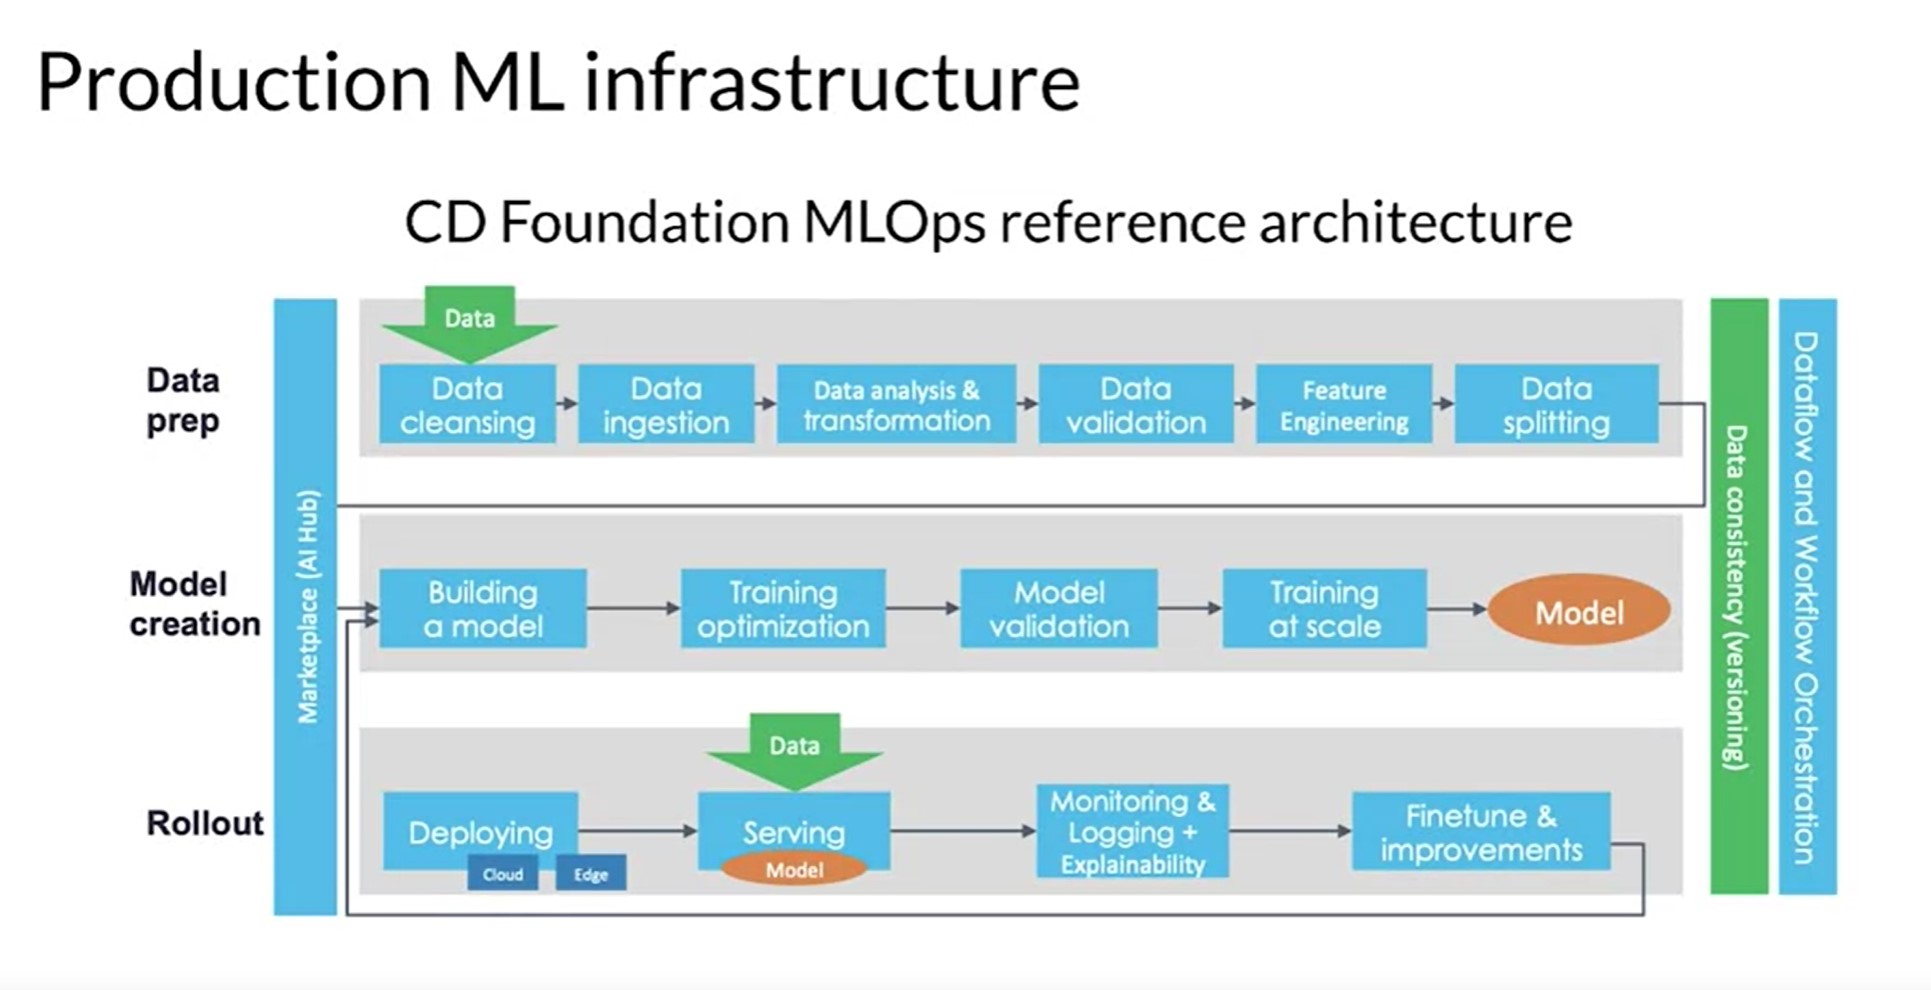 Production ML infrastructure
CD Foundation MLOps reference architecture
Data
prep
Data
Data
cleansing
Data
ingestion
Data analysis &
transformation
Data
validation
Feature
Engineering
Data
splitting
Marketplace (AI Hub)
Model
creation
Building
a model
Training
optimization
Model
validation
Training
at scale
Model
Rollout
Deploying
Cloud
Edge
Data
Serving
Model
Monitoring &
Logging +
Explainability
Finetune &
improvements
Data consistency (versioning)
Dataflow and Workflow Orchestration